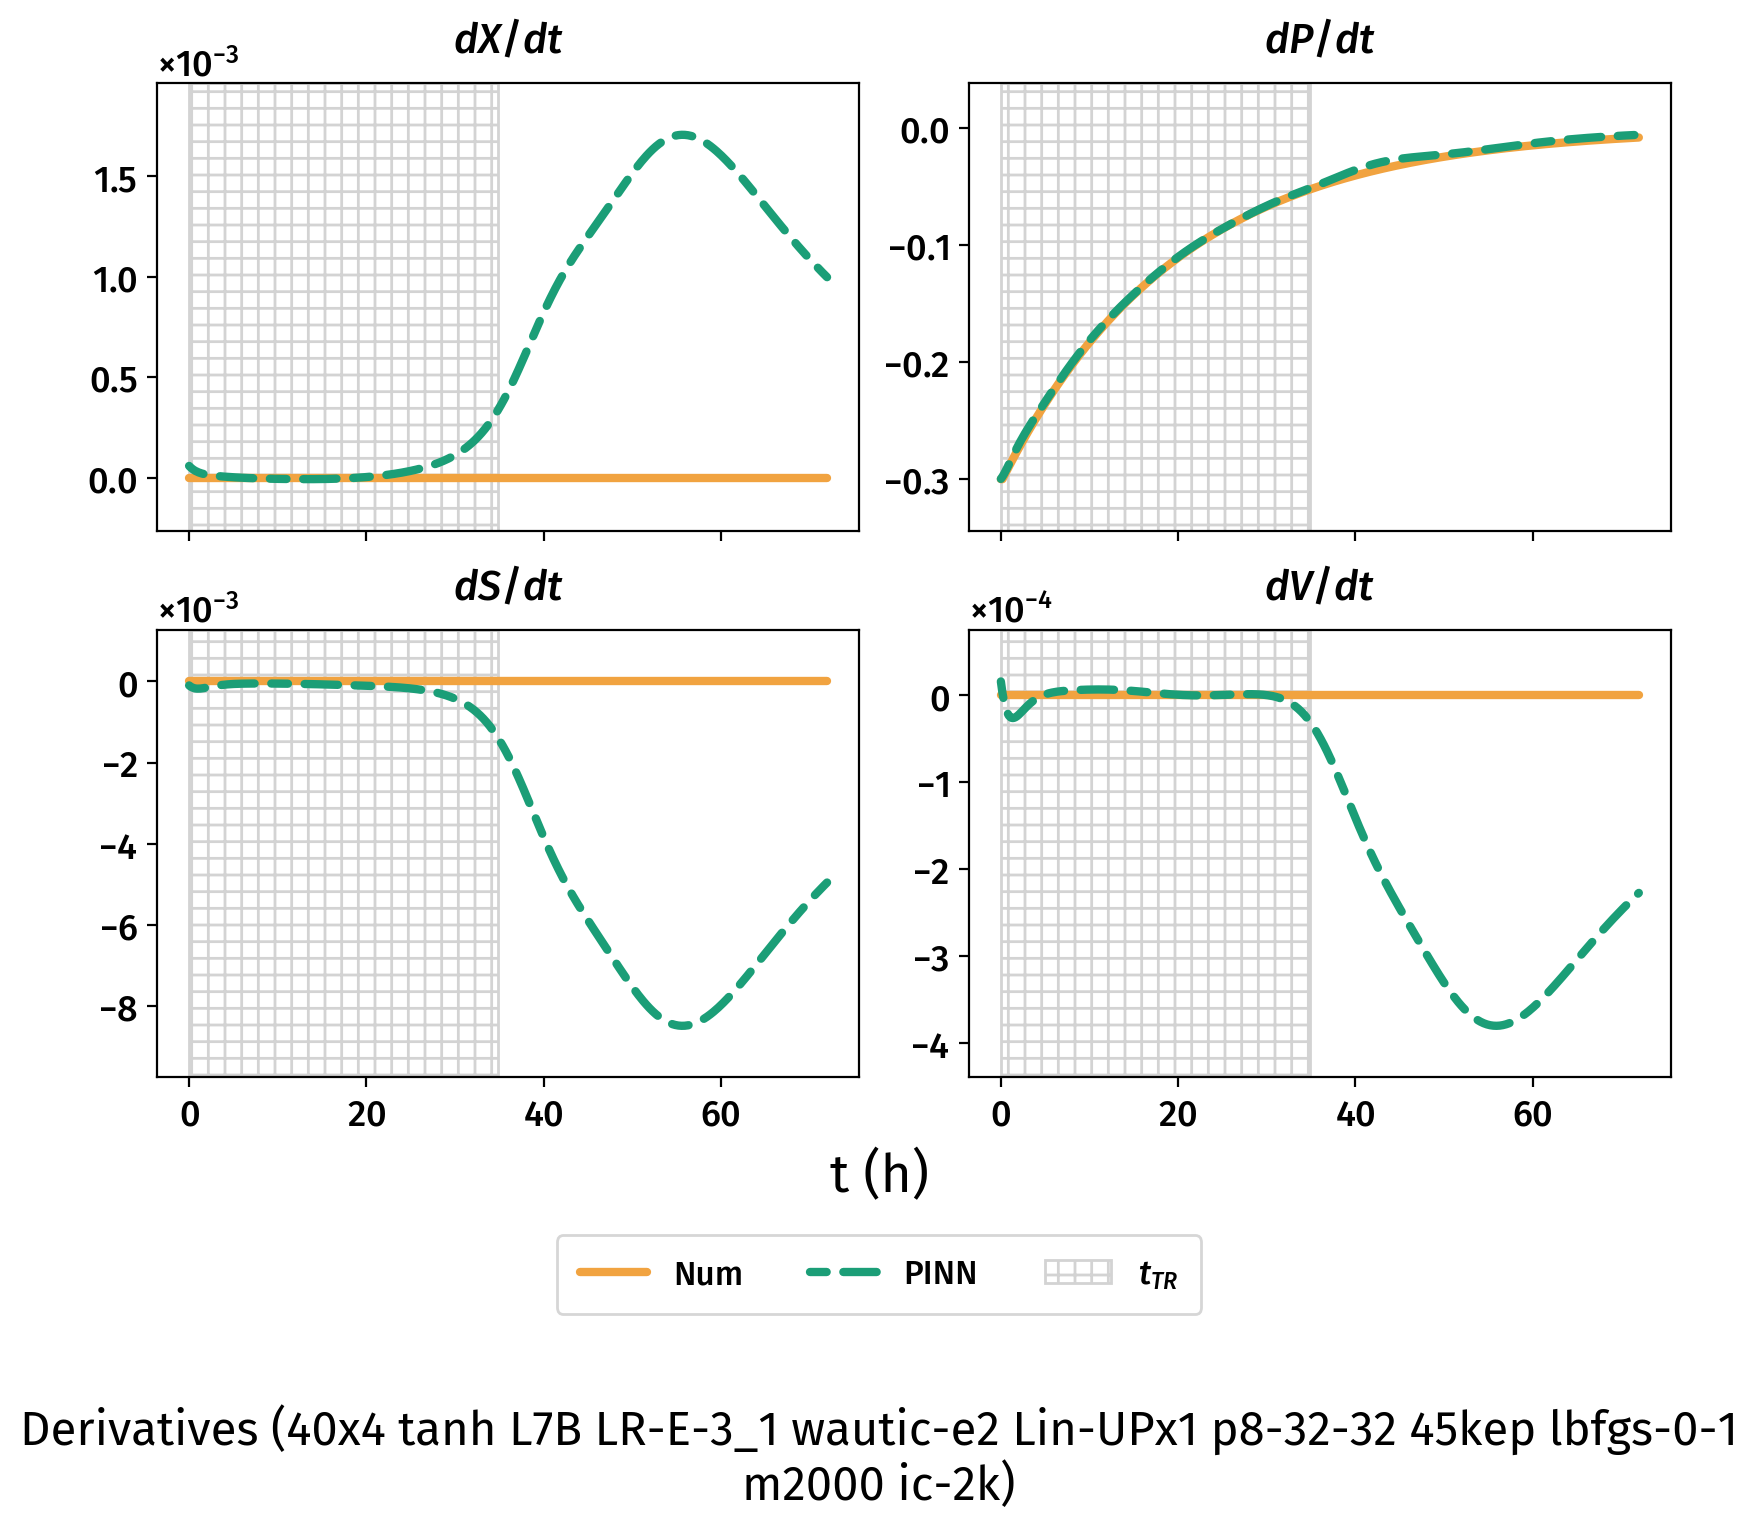 dX/dt
dP/dt
×10⁻³
1.5
1.0
0.5
0.0
0.0
−0.1
−0.2
−0.3
dS/dt
dV/dt
×10⁻³
×10⁻⁴
0
−2
−4
−6
−8
0
−1
−2
−3
−4
0 20 40 60
0 20 40 60
t (h)
Num PINN t_TR
Derivatives (40x4 tanh L7B LR-E-3_1 wautic-e2 Lin-UPx1 p8-32-32 45kep lbfgs-0-1
m2000 ic-2k)